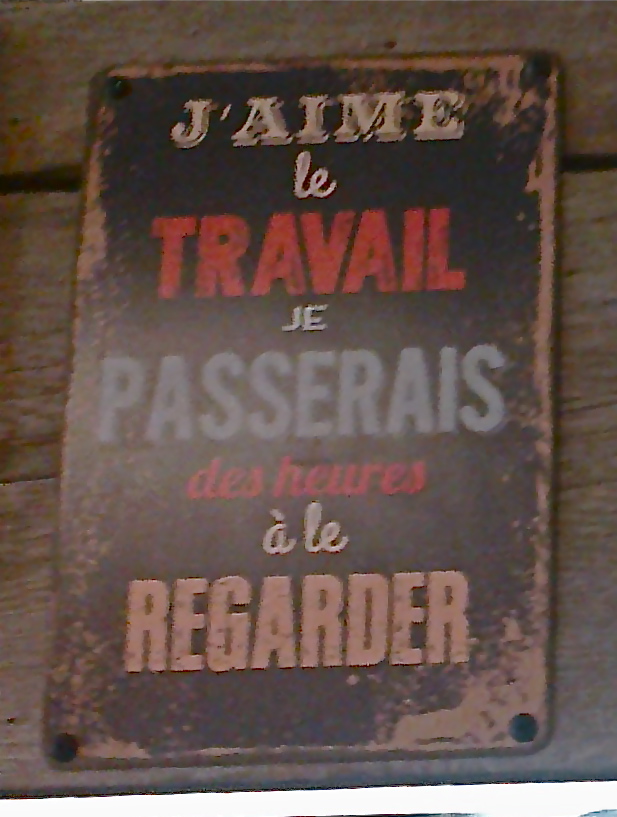 J'AIME
le
TRAVAIL
JE
PASSERAIS
des heures
à le
REGARDER